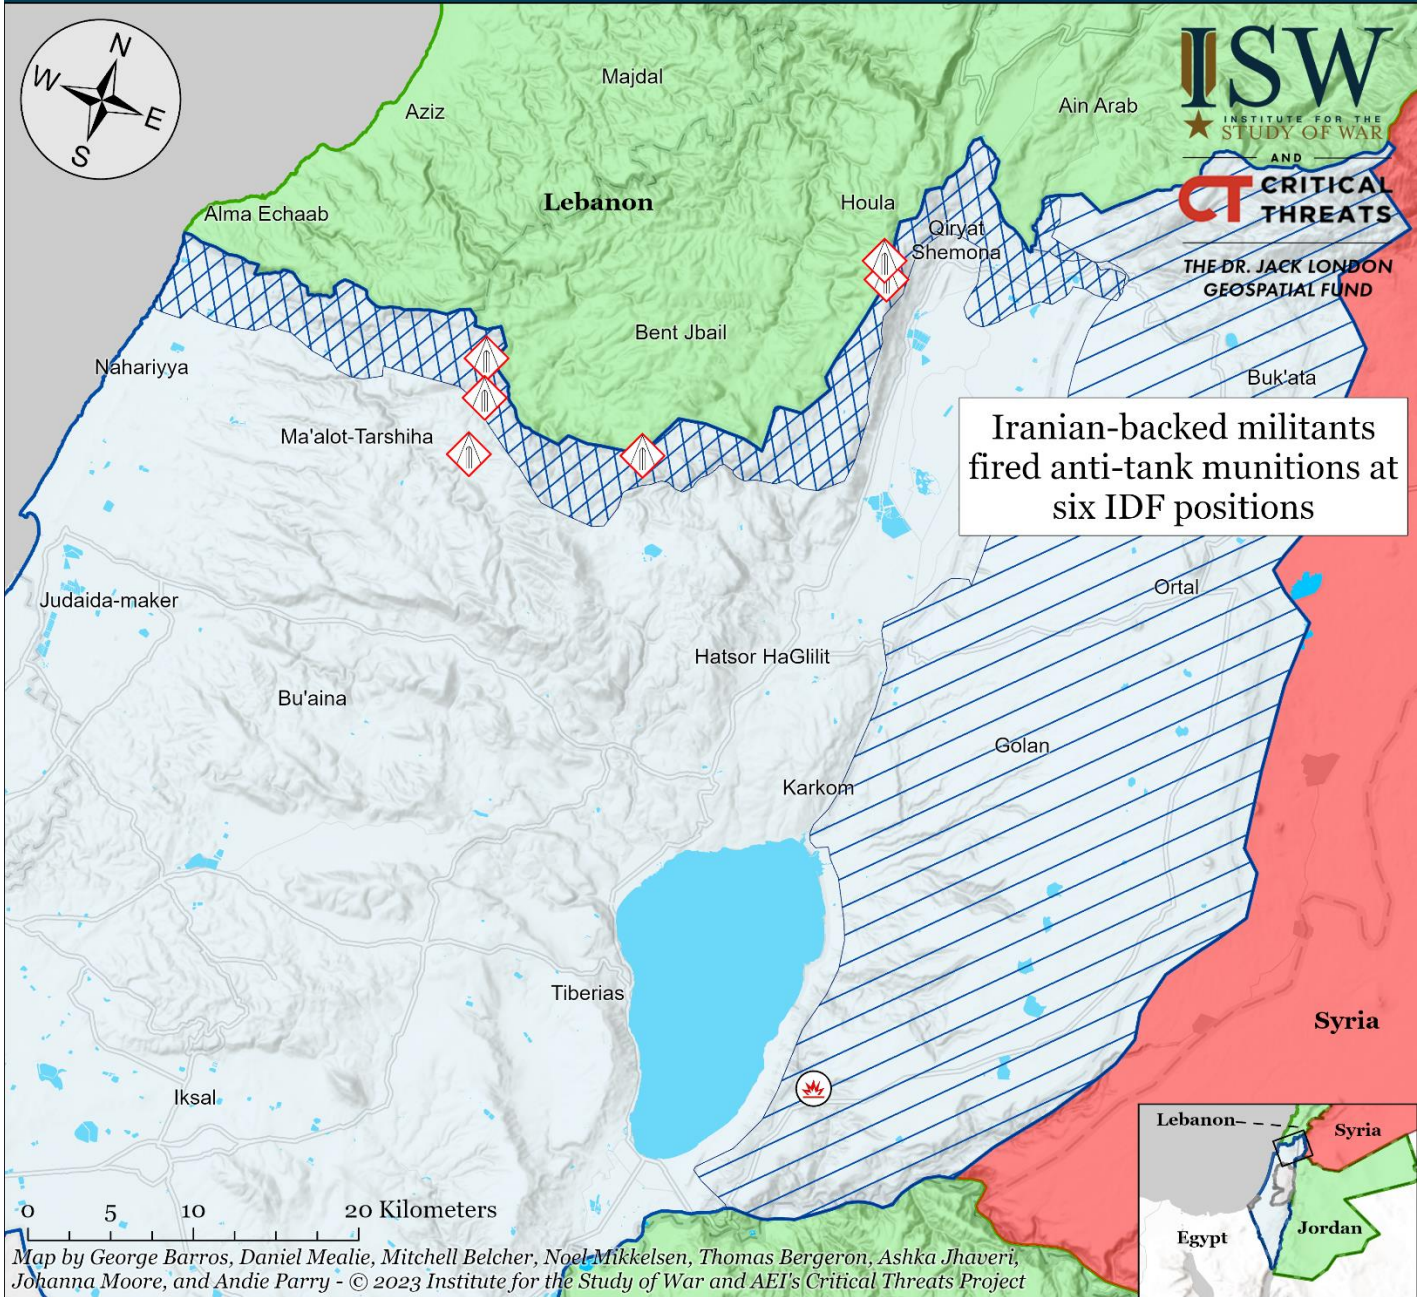 N
W
E
S
Majdal
Aziz
Ain Arab
ISW
INSTITUTE FOR THE
STUDY OF WAR
AND
CT CRITICAL
THREATS
THE DR. JACK LONDON
GEOSPATIAL FUND
Alma Echaab
Lebanon
Houla
Qiryat
Shemona
Bent Jbail
Nahariyya
Buk'ata
Ma'alot-Tarshiha
Iranian-backed militants
fired anti-tank munitions at
six IDF positions
Judaida-maker
Ortal
Hatsor HaGlilit
Bu'aina
Golan
Karkom
Tiberias
Syria
Iksal
Lebanon
Syria
Egypt
Jordan
0 5 10 20 Kilometers
Map by George Barros, Daniel Mealie, Mitchell Belcher, Noel Mikkelsen, Thomas Bergeron, Ashka Jhaveri,
Johanna Moore, and Andie Parry - © 2023 Institute for the Study of War and AEI's Critical Threats Project